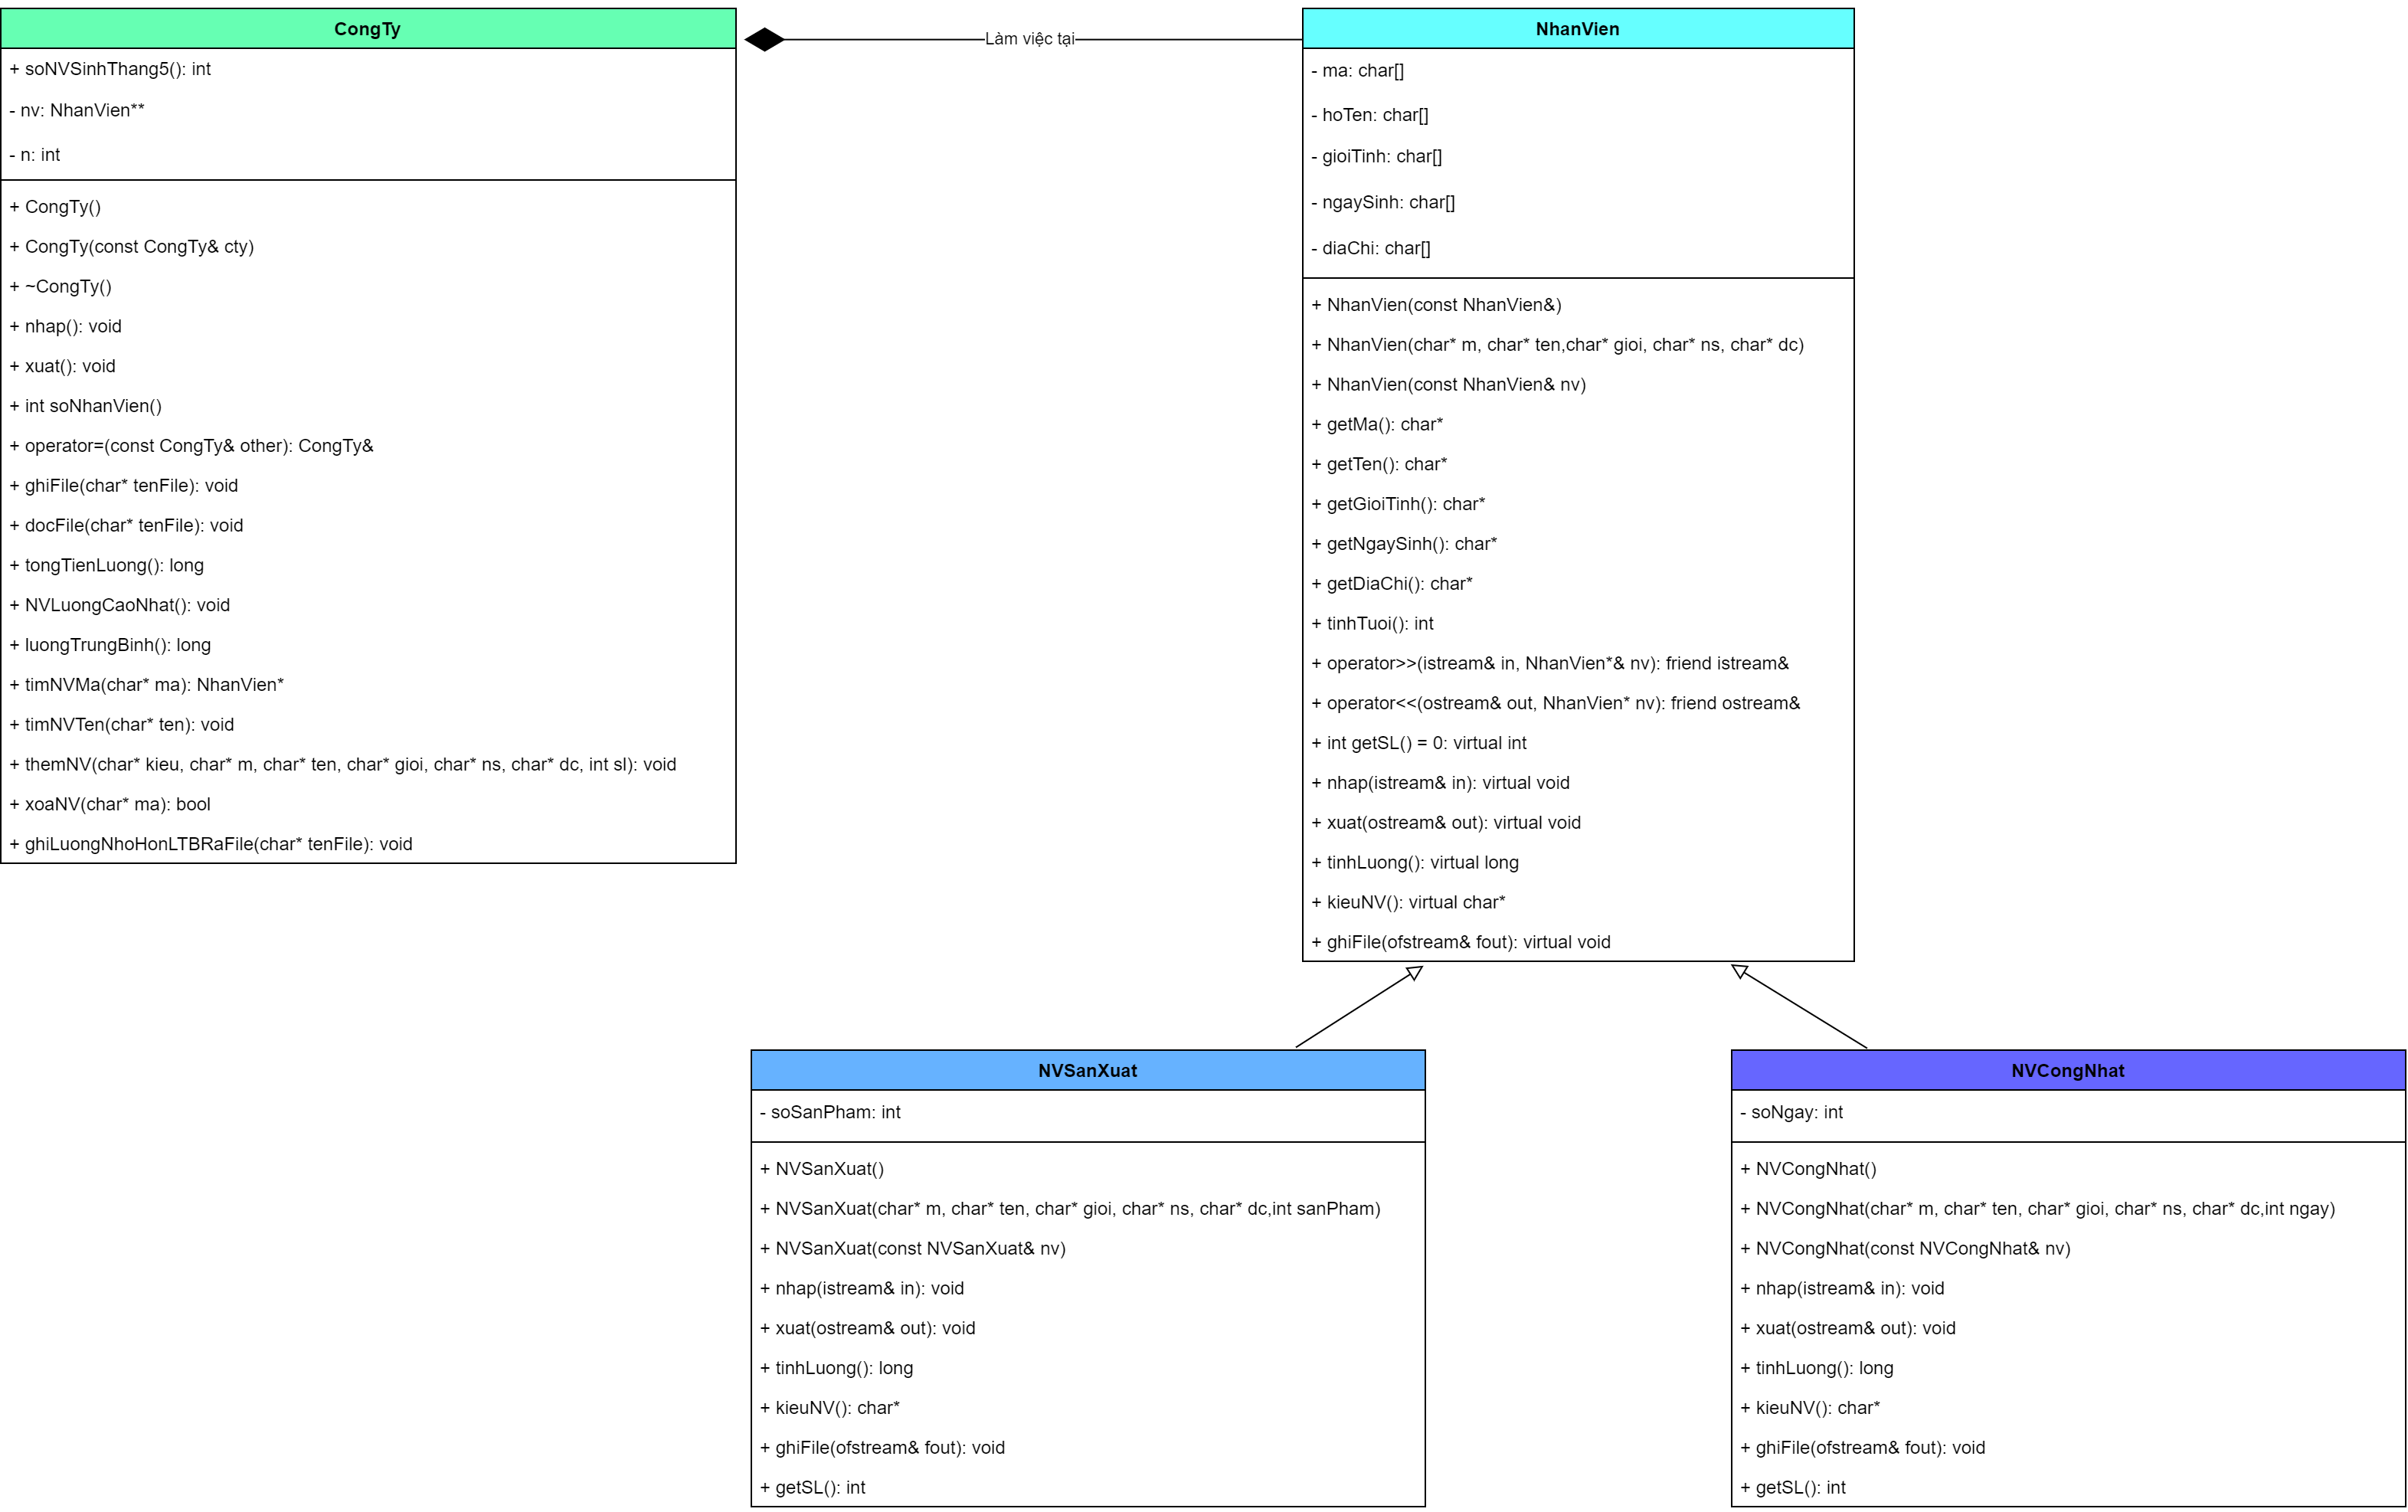 CongTy
+ soNVSinhThang5(): int
- nv: NhanVien**
- n: int
+ CongTy()
+ CongTy(const CongTy& cty)
+ ~CongTy()
+ nhap(): void
+ xuat(): void
+ int soNhanVien()
+ operator=(const CongTy& other): CongTy&
+ ghiFile(char* tenFile): void
+ docFile(char* tenFile): void
+ tongTienLuong(): long
+ NVLuongCaoNhat(): void
+ luongTrungBinh(): long
+ timNVMa(char* ma): NhanVien*
+ timNVTen(char* ten): void
+ themNV(char* kieu, char* m, char* ten, char* gioi, char* ns, char* dc, int sl): void
+ xoaNV(char* ma): bool
+ ghiLuongNhoHonLTBRaFile(char* tenFile): void
Làm việc tại
NhanVien
- ma: char[]
- hoTen: char[]
- gioiTinh: char[]
- ngaySinh: char[]
- diaChi: char[]
+ NhanVien(const NhanVien&)
+ NhanVien(char* m, char* ten,char* gioi, char* ns, char* dc)
+ NhanVien(const NhanVien& nv)
+ getMa(): char*
+ getTen(): char*
+ getGioiTinh(): char*
+ getNgaySinh(): char*
+ getDiaChi(): char*
+ tinhTuoi(): int
+ operator>>(istream& in, NhanVien*& nv): friend istream&
+ operator<<(ostream& out, NhanVien* nv): friend ostream&
+ int getSL() = 0: virtual int
+ nhap(istream& in): virtual void
+ xuat(ostream& out): virtual void
+ tinhLuong(): virtual long
+ kieuNV(): virtual char*
+ ghiFile(ofstream& fout): virtual void
NVSanXuat
- soSanPham: int
+ NVSanXuat()
+ NVSanXuat(char* m, char* ten, char* gioi, char* ns, char* dc,int sanPham)
+ NVSanXuat(const NVSanXuat& nv)
+ nhap(istream& in): void
+ xuat(ostream& out): void
+ tinhLuong(): long
+ kieuNV(): char*
+ ghiFile(ofstream& fout): void
+ getSL(): int
NVCongNhat
- soNgay: int
+ NVCongNhat()
+ NVCongNhat(char* m, char* ten, char* gioi, char* ns, char* dc,int ngay)
+ NVCongNhat(const NVCongNhat& nv)
+ nhap(istream& in): void
+ xuat(ostream& out): void
+ tinhLuong(): long
+ kieuNV(): char*
+ ghiFile(ofstream& fout): void
+ getSL(): int